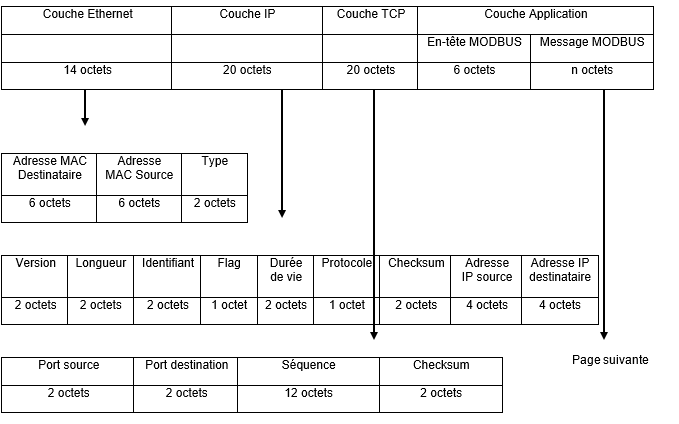 Couche Ethernet Couche IP Couche TCP Couche Application
En-tête MODBUS Message MODBUS
14 octets 20 octets 20 octets 6 octets n octets
Adresse MAC Destinataire Adresse MAC Source Type
6 octets 6 octets 2 octets
Version Longueur Identifiant Flag Durée de vie Protocole Checksum Adresse IP source Adresse IP destinataire
2 octets 2 octets 2 octets 1 octet 2 octets 1 octet 2 octets 4 octets 4 octets
Page suivante
Port source Port destination Séquence Checksum
2 octets 2 octets 12 octets 2 octets